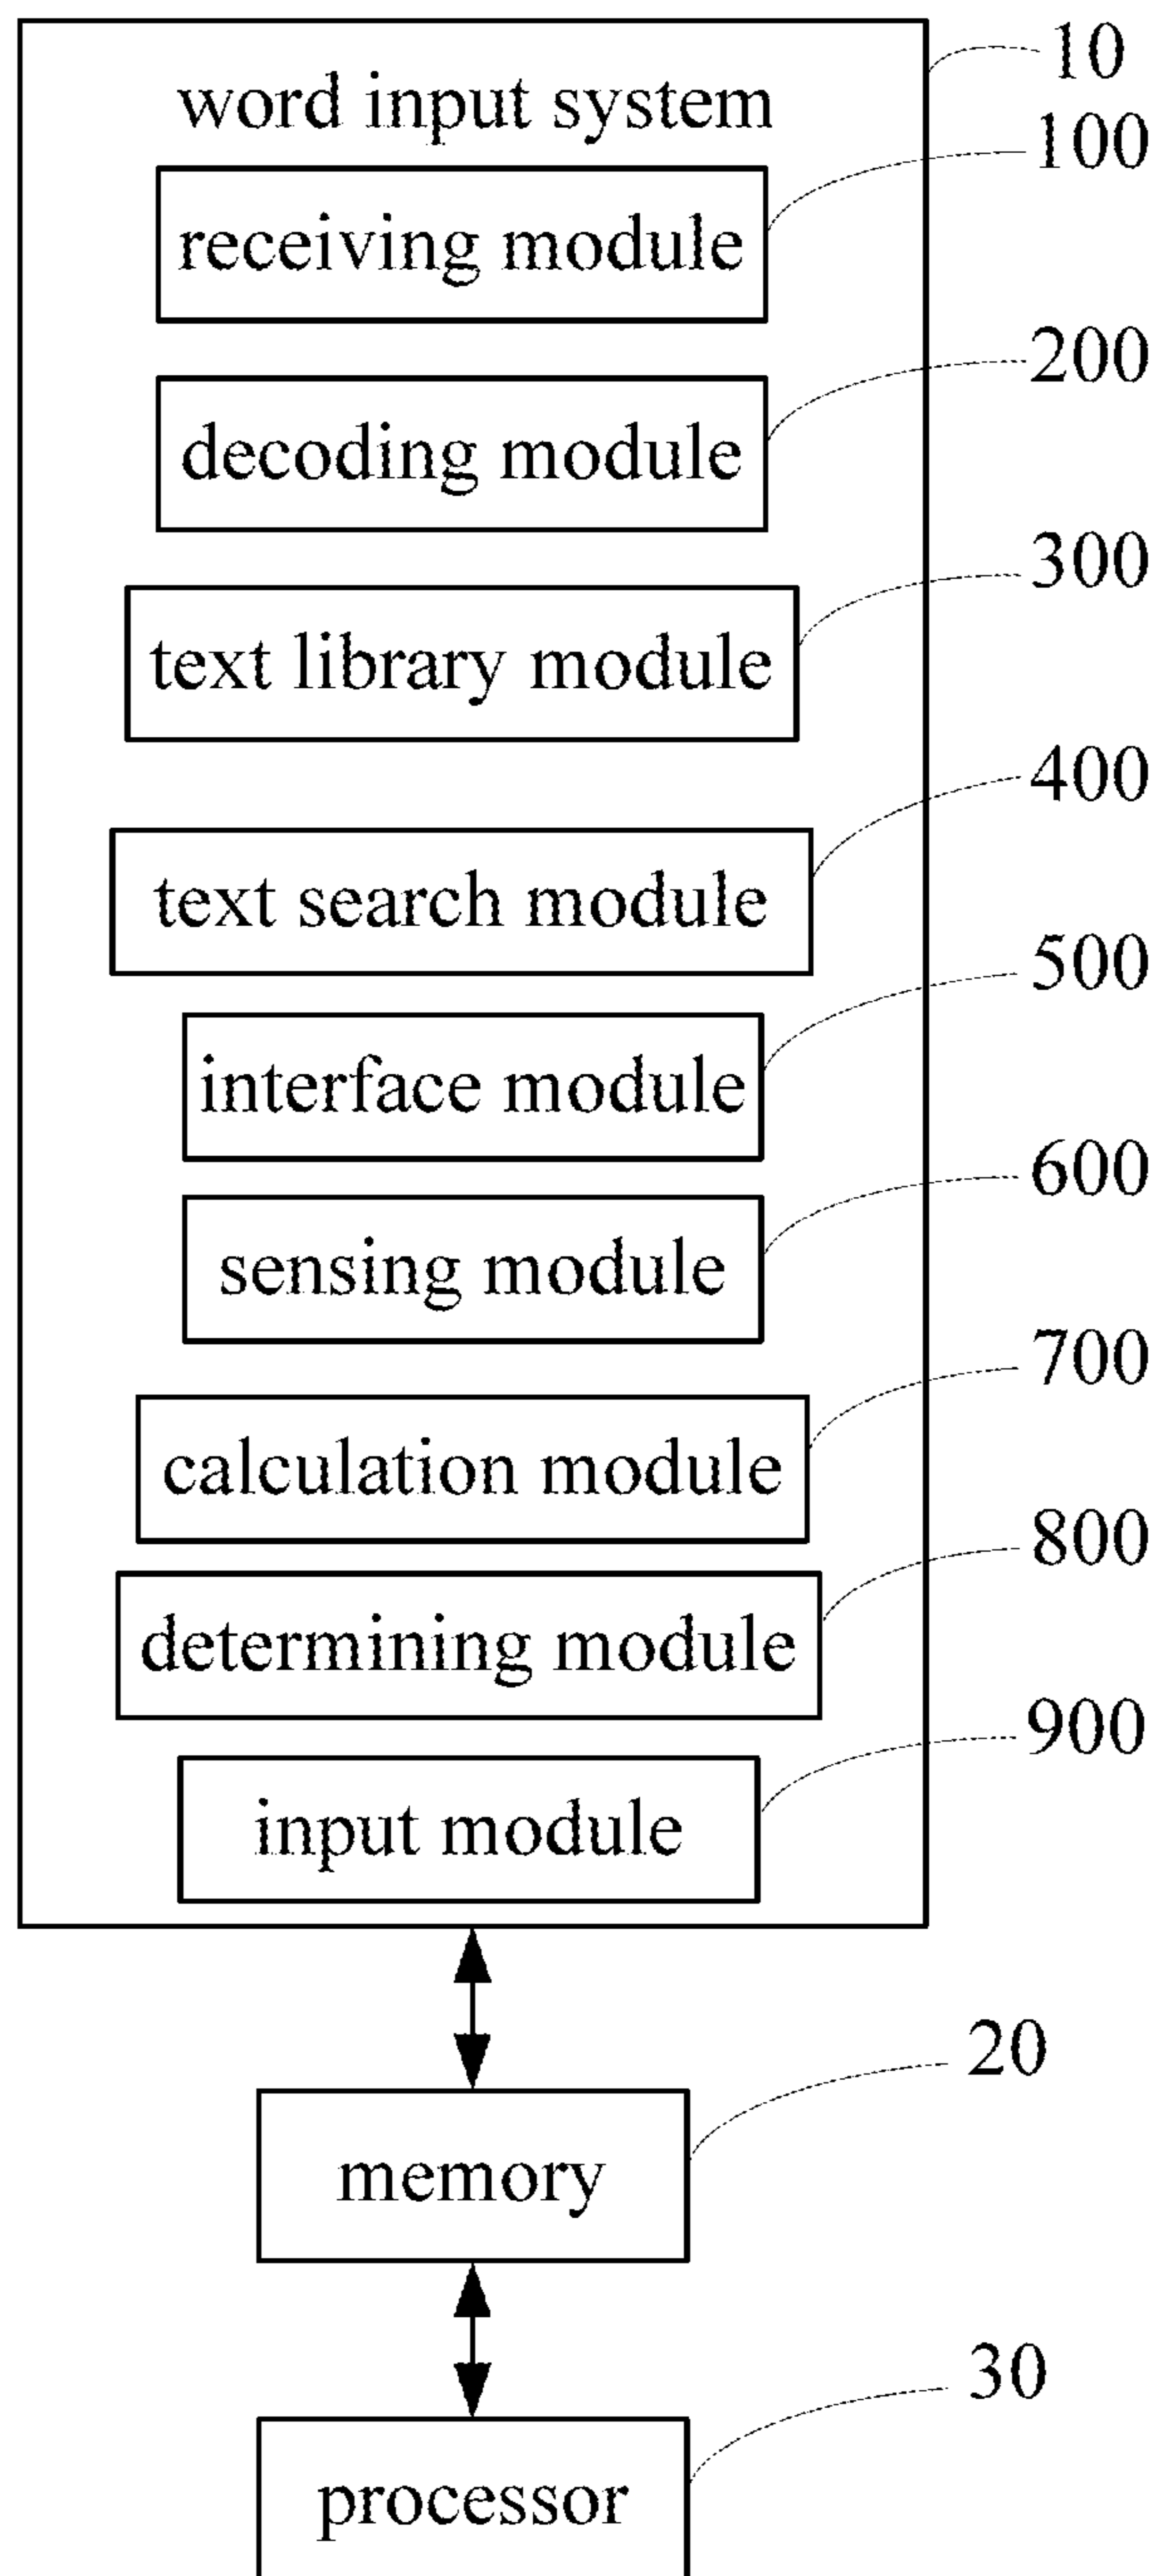 10
word input system
100
receiving module
200
decoding module
300
text library module
400
text search module
500
interface module
600
sensing module
700
calculation module
800
determining module
900
input module
20
memory
30
processor